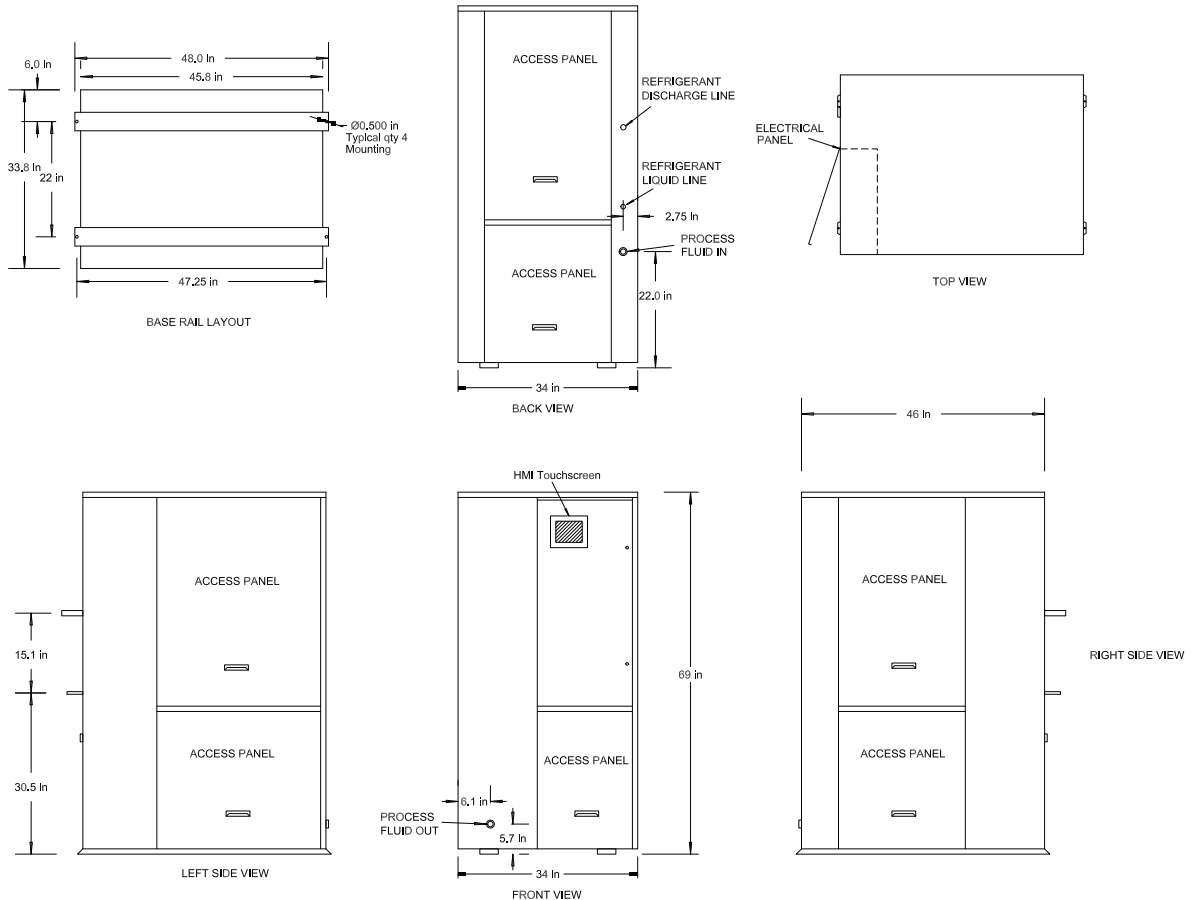 48.0 in
6.0 in
45.8 in
Ø0.500 in
Typical qty 4
Mounting
33.8 in
22 in
47.25 in
BASE RAIL LAYOUT
ACCESS PANEL
REFRIGERANT
DISCHARGE LINE
REFRIGERANT
LIQUID LINE
2.75 in
PROCESS
FLUID IN
ACCESS PANEL
22.0 in
34 in
BACK VIEW
ELECTRICAL
PANEL
TOP VIEW
ACCESS PANEL
15.1 in
ACCESS PANEL
30.5 in
LEFT SIDE VIEW
HMI Touchscreen
69 in
ACCESS PANEL
6.1 in
PROCESS
FLUID OUT
5.7 in
34 in
FRONT VIEW
46 in
ACCESS PANEL
RIGHT SIDE VIEW
ACCESS PANEL